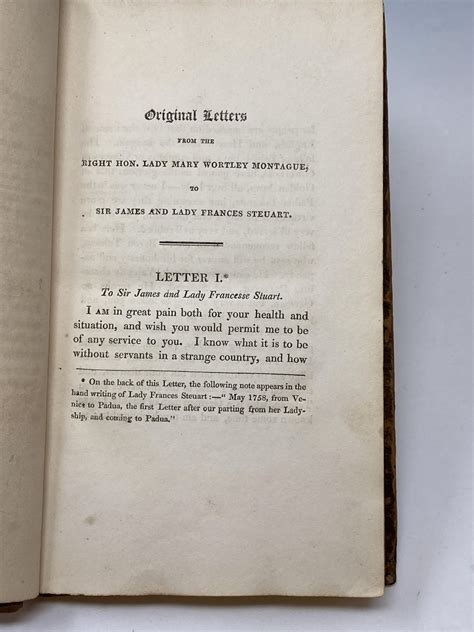 Original Letters
FROM THE
RIGHT HON. LADY MARY WORTLEY MONTAGUE,
TO
SIR JAMES AND LADY FRANCES STEUART.
LETTER I.*
To Sir James and Lady Francesse Stuart.
I AM in great pain both for your health and
situation, and wish you would permit me to be
of any service to you. I know what it is to be
without servants in a strange country, and how
* On the back of this Letter, the following note appears in the
hand writing of Lady Frances Steuart:—“ May 1758, from Ve-
nice to Padua, the first Letter after our parting from her Lady-
ship, and coming to Padua.”